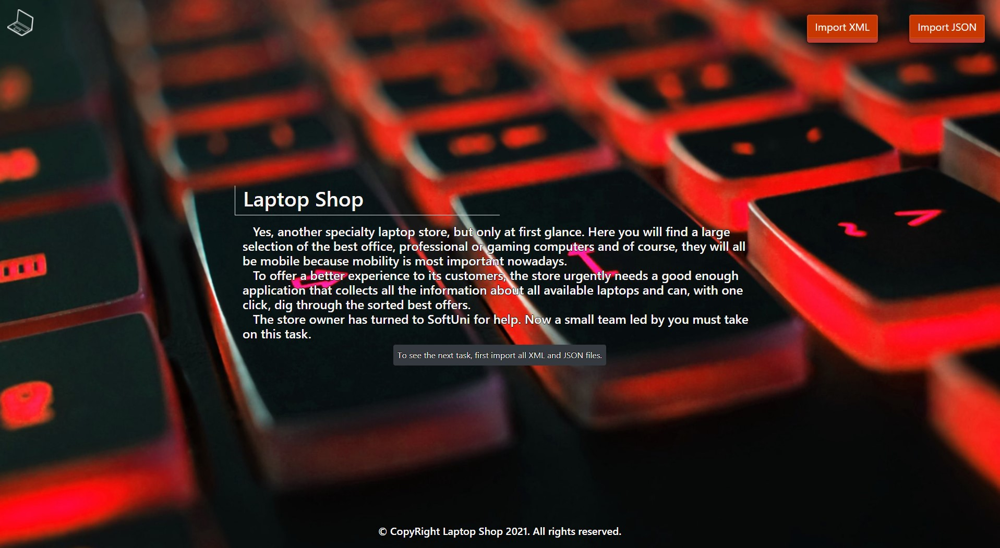 Import XML
Import JSON
Laptop Shop
Yes, another specialty laptop store, but only at first glance. Here you will find a large
selection of the best office, professional or gaming computers and of course, they will all
be mobile because mobility is most important nowadays.
To offer a better experience to its customers, the store urgently needs a good enough
application that collects all the information about all available laptops and can, with one
click, dig through the sorted best offers.
The store owner has turned to SoftUni for help. Now a small team led by you must take
on this task.
To see the next task, first import all XML and JSON files.
© CopyRight Laptop Shop 2021. All rights reserved.